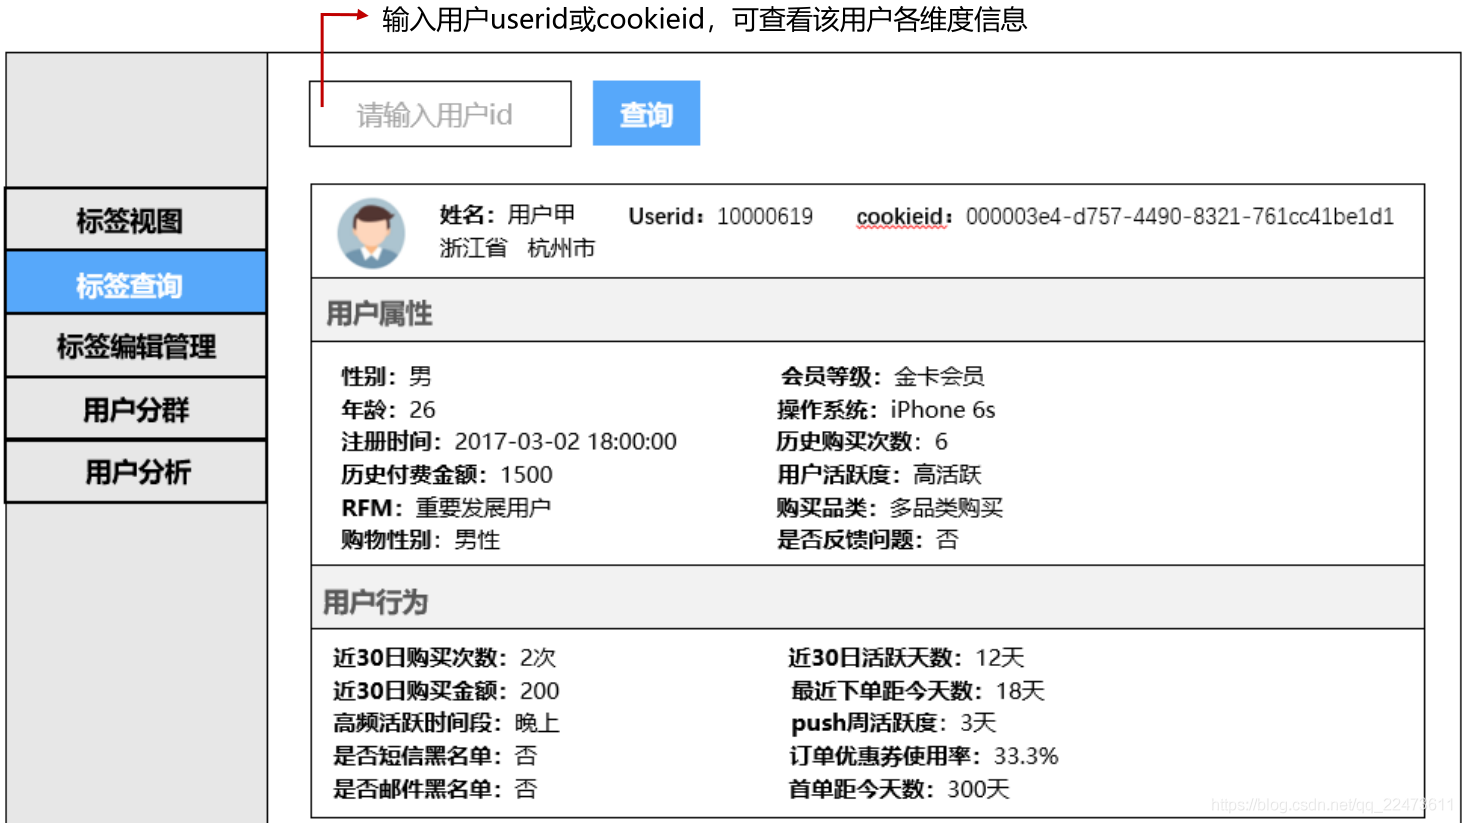 输入用户userid或cookieid，可查看该用户各维度信息
请输入用户id 查询
标签视图
标签查询
标签编辑管理
用户分群
用户分析
姓名：用户甲 Userid：10000619 cookieid：000003e4-d757-4490-8321-761cc41be1d1
浙江省 杭州市
用户属性
性别：男 会员等级：金卡会员
年龄：26 操作系统：iPhone 6s
注册时间：2017-03-02 18:00:00 历史购买次数：6
历史付费金额：1500 用户活跃度：高活跃
RFM：重要发展用户 购买品类：多品类购买
购物性别：男性 是否反馈问题：否
用户行为
近30日购买次数：2次 近30日活跃天数：12天
近30日购买金额：200 最近下单距今天数：18天
高频活跃时间段：晚上 push周活跃度：3天
是否短信黑名单：否 订单优惠券使用率：33.3%
是否邮件黑名单：否 首单距今天数：300天
https://blog.csdn.net/qq_22473611